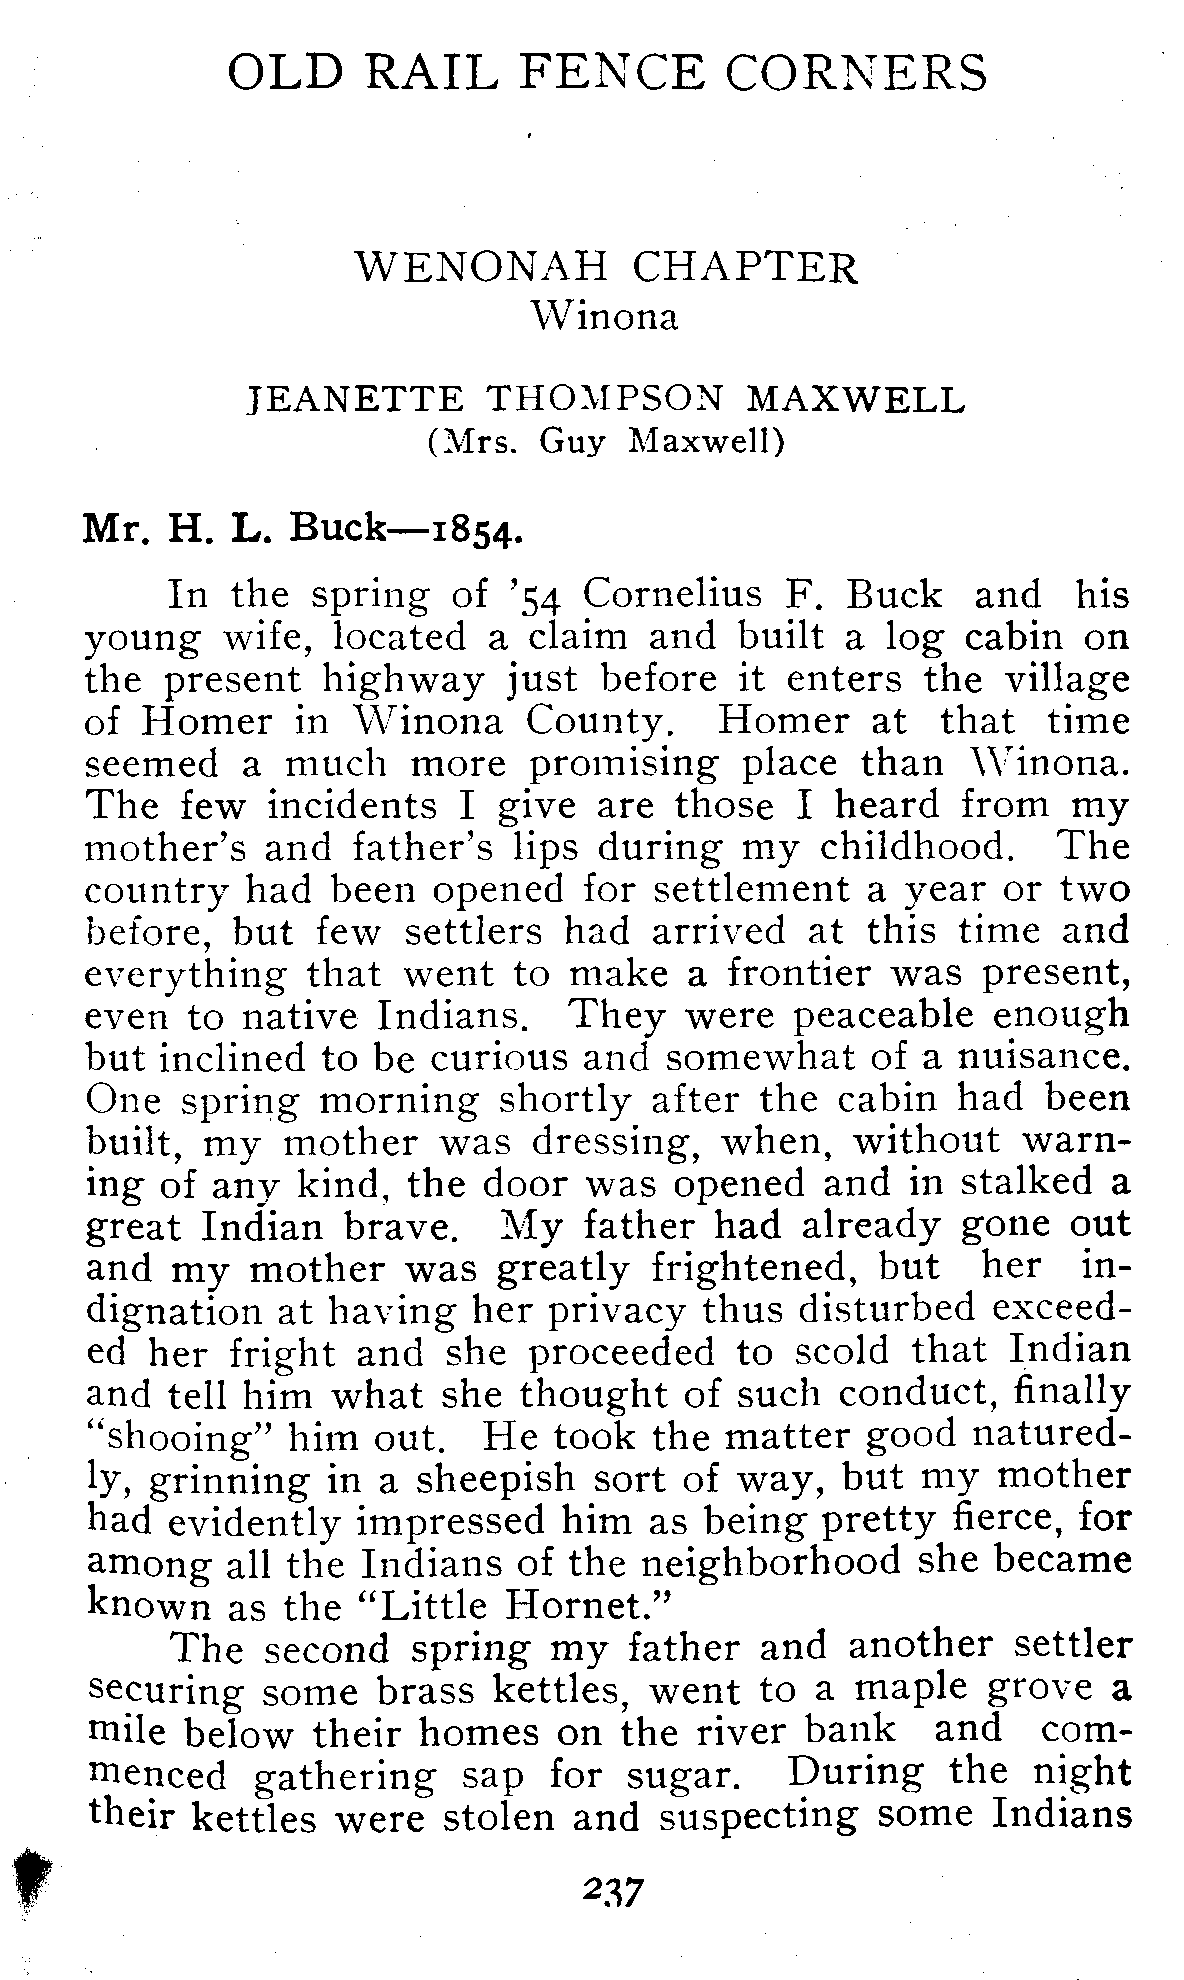 OLD RAIL FENCE CORNERS
WENONAH CHAPTER
Winona
JEANETTE THOMPSON MAXWELL
(Mrs. Guy Maxwell)
Mr. H. L. Buck—1854.
In the spring of '54 Cornelius F. Buck and his
young wife, located a claim and built a log cabin on
the present highway just before it enters the village
of Homer in Winona County. Homer at that time
seemed a much more promising place than Winona.
The few incidents I give are those I heard from my
mother's and father's lips during my childhood. The
country had been opened for settlement a year or two
before, but few settlers had arrived at this time and
everything that went to make a frontier was present,
even to native Indians. They were peaceable enough
but inclined to be curious and somewhat of a nuisance.
One spring morning shortly after the cabin had been
built, my mother was dressing, when, without warn-
ing of any kind, the door was opened and in stalked a
great Indian brave. My father had already gone out
and my mother was greatly frightened, but her in-
dignation at having her privacy thus disturbed exceed-
ed her fright and she proceeded to scold that Indian
and tell him what she thought of such conduct, finally
"shooing" him out. He took the matter good natured-
ly, grinning in a sheepish sort of way, but my mother
had evidently impressed him as being pretty fierce, for
among all the Indians of the neighborhood she became
known as the "Little Hornet."
The second spring my father and another settler
securing some brass kettles, went to a maple grove a
mile below their homes on the river bank and com-
menced gathering sap for sugar. During the night
their kettles were stolen and suspecting some Indians
237